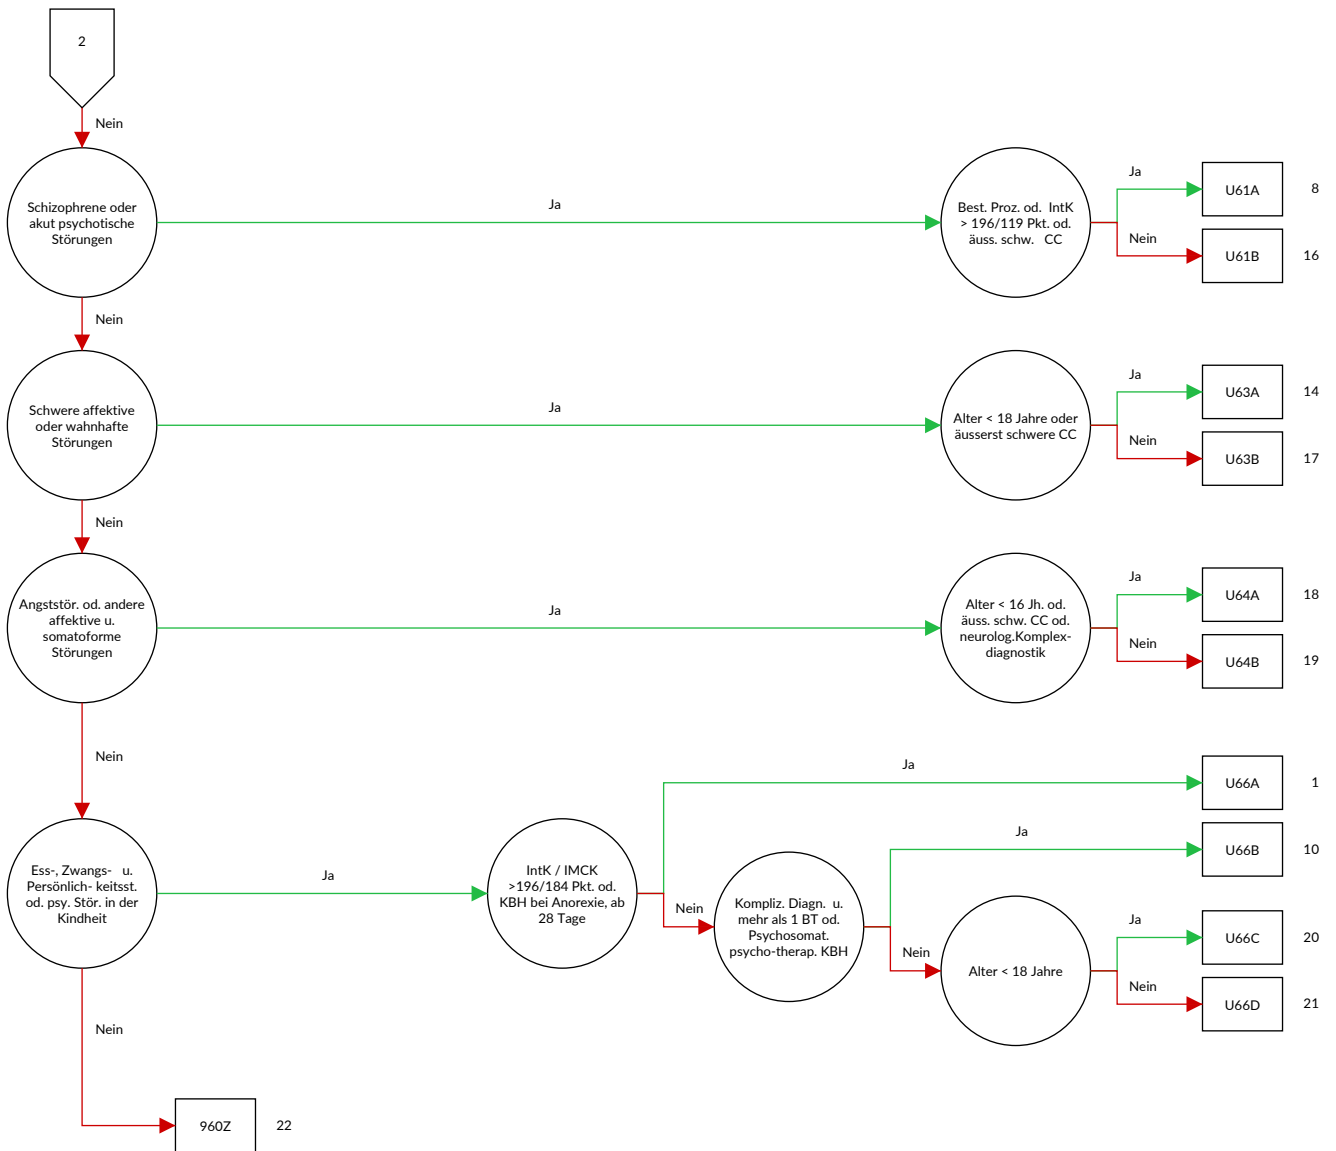 2
Nein
Schizophrene oder
akut psychotische
Störungen
Ja
Best. Proz. od. IntK
> 196/119 Pkt. od.
äuss. schw. CC
Ja
U61A
8
Nein
U61B
16
Nein
Schwere affektive
oder wahnhafte
Störungen
Ja
Alter < 18 Jahre oder
äusserst schwere CC
Ja
U63A
14
Nein
U63B
17
Nein
Angststör. od. andere
affektive u.
somatoforme
Störungen
Ja
Alter < 16 Jh. od.
äuss. schw. CC od.
neurolog.Komplex-
diagnostik
Ja
U64A
18
Nein
U64B
19
Nein
Ess-, Zwangs- u.
Persönlich- keitsst.
od. psy. Stör. in der
Kindheit
Ja
IntK / IMCK
>196/184 Pkt. od.
KBH bei Anorexie, ab
28 Tage
Ja
U66A
1
Nein
Kompliz. Diagn. u.
mehr als 1 BT od.
Psychosomat.
psycho-therap. KBH
Ja
U66B
10
Nein
Alter < 18 Jahre
Ja
U66C
20
Nein
U66D
21
Nein
960Z
22